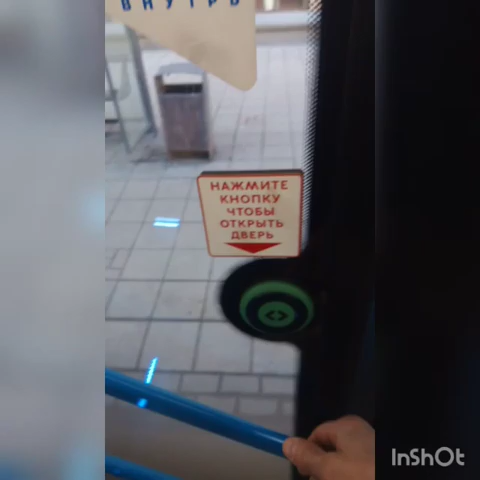 ВНУТРЬ
НАЖМИТЕ
КНОПКУ
ЧТОБЫ
ОТКРЫТЬ
ДВЕРЬ
InShOt